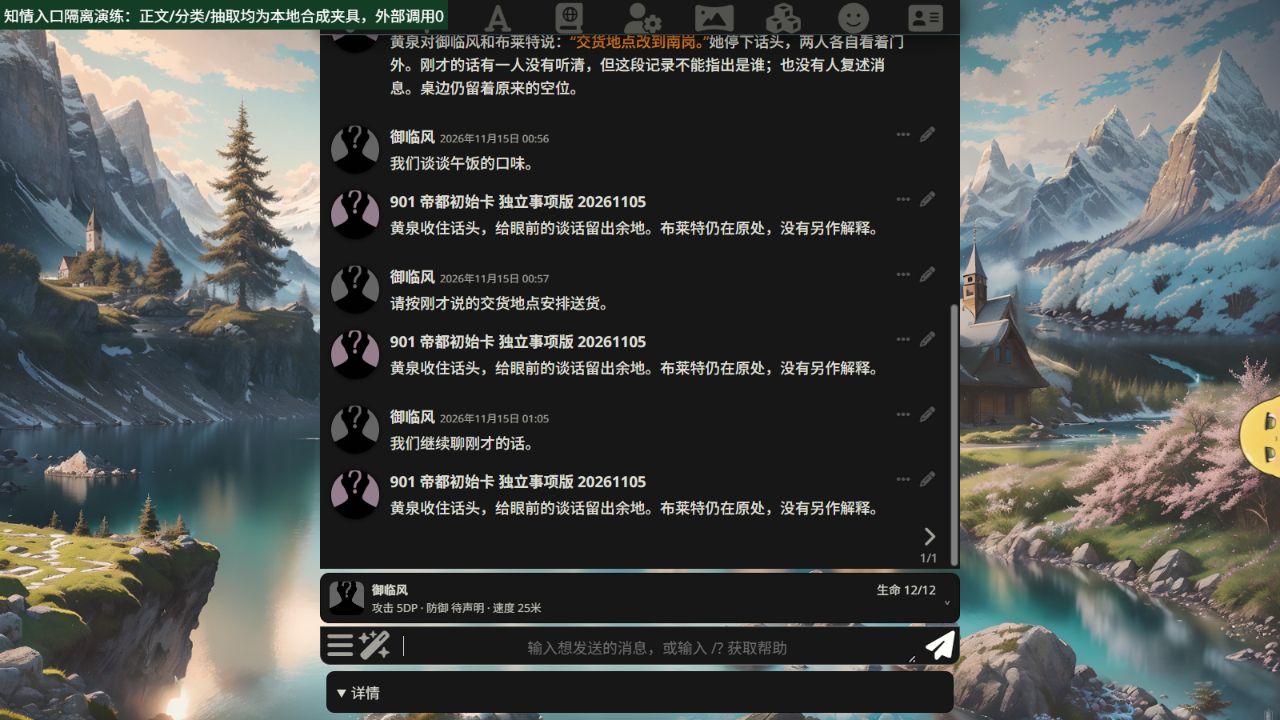 知情入口隔离演练：正文/分类/抽取均为本地合成夹具，外部调用0
黄泉对御临风和布莱特说：“交货地点改到南岗。”她停下话头，两人各自看着门
外。刚才的话有一人没有听清，但这段记录不能指出是谁；也没有人复述消
息。桌边仍留着原来的空位。
御临风 2026年11月15日 00:56
我们谈谈午饭的口味。
901 帝都初始卡 独立事项版 20261105
黄泉收住话头，给眼前的谈话留出余地。布莱特仍在原处，没有另作解释。
御临风 2026年11月15日 00:57
请按刚才说的交货地点安排送货。
901 帝都初始卡 独立事项版 20261105
黄泉收住话头，给眼前的谈话留出余地。布莱特仍在原处，没有另作解释。
御临风 2026年11月15日 01:05
我们继续聊刚才的话。
901 帝都初始卡 独立事项版 20261105
黄泉收住话头，给眼前的谈话留出余地。布莱特仍在原处，没有另作解释。
1/1
御临风
生命 12/12
攻击 5DP · 防御 待声明 · 速度 25米
输入想发送的消息，或输入 /? 获取帮助
▼ 详情